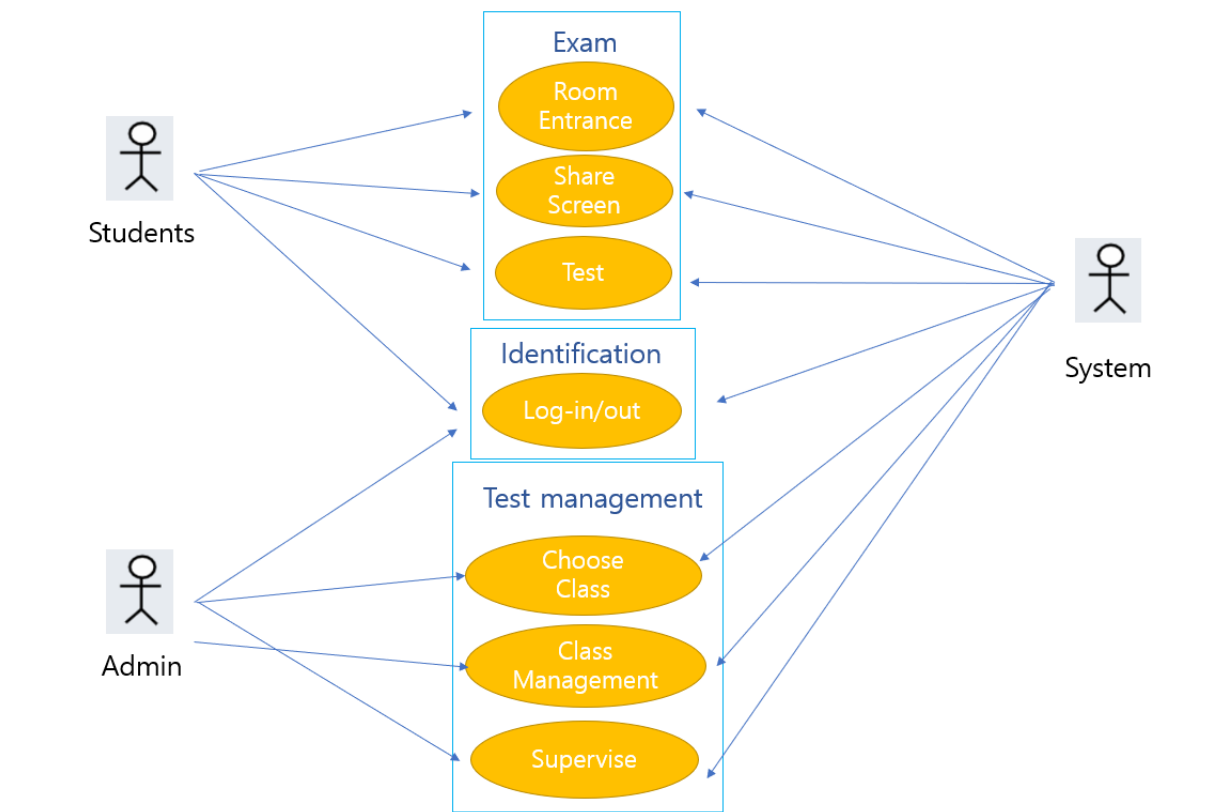 Exam
Room
Entrance
Share
Screen
Test
Students
Identification
Log-in/out
System
Test management
Choose
Class
Class
Management
Admin
Supervise